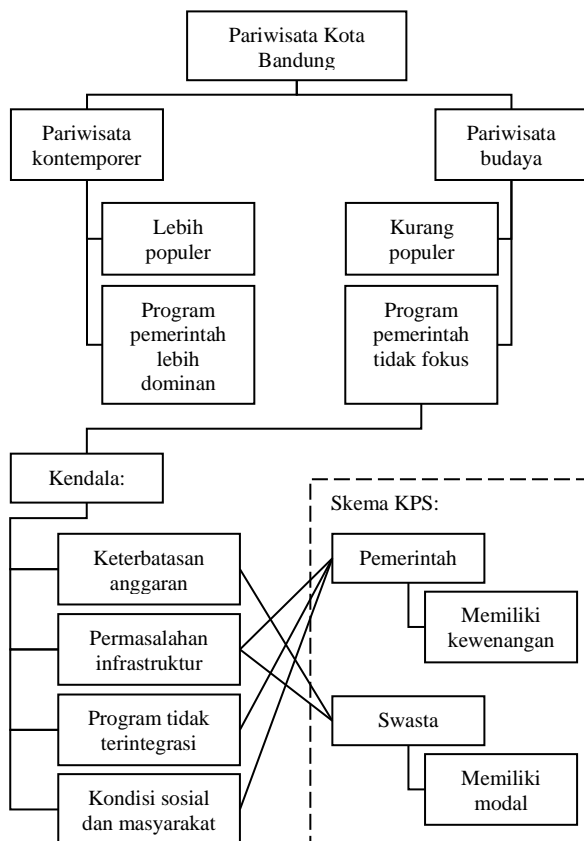 Pariwisata Kota
Bandung
Pariwisata
kontemporer
Pariwisata
budaya
Lebih
populer
Kurang
populer
Program
pemerintah
lebih
dominan
Program
pemerintah
tidak fokus
Kendala:
Skema KPS:
Keterbatasan
anggaran
Pemerintah
Permasalahan
infrastruktur
Memiliki
kewenangan
Program tidak
terintegrasi
Swasta
Kondisi sosial
dan masyarakat
Memiliki
modal